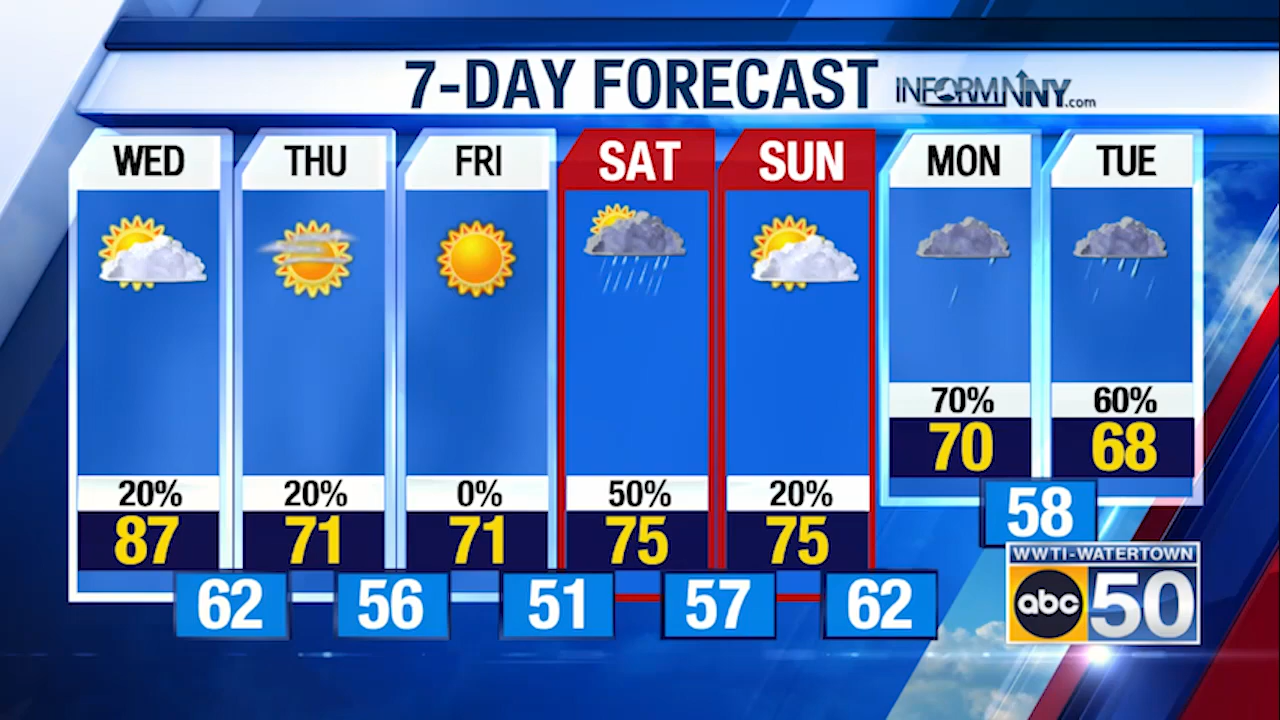 7-DAY FORECAST INFORMNNY.com
WED THU FRI SAT SUN MON TUE
70% 60%
70 68
20% 20% 0% 50% 20%
87 71 71 75 75
58
62 56 51 57 62
WWTI-WATERTOWN
abc 50